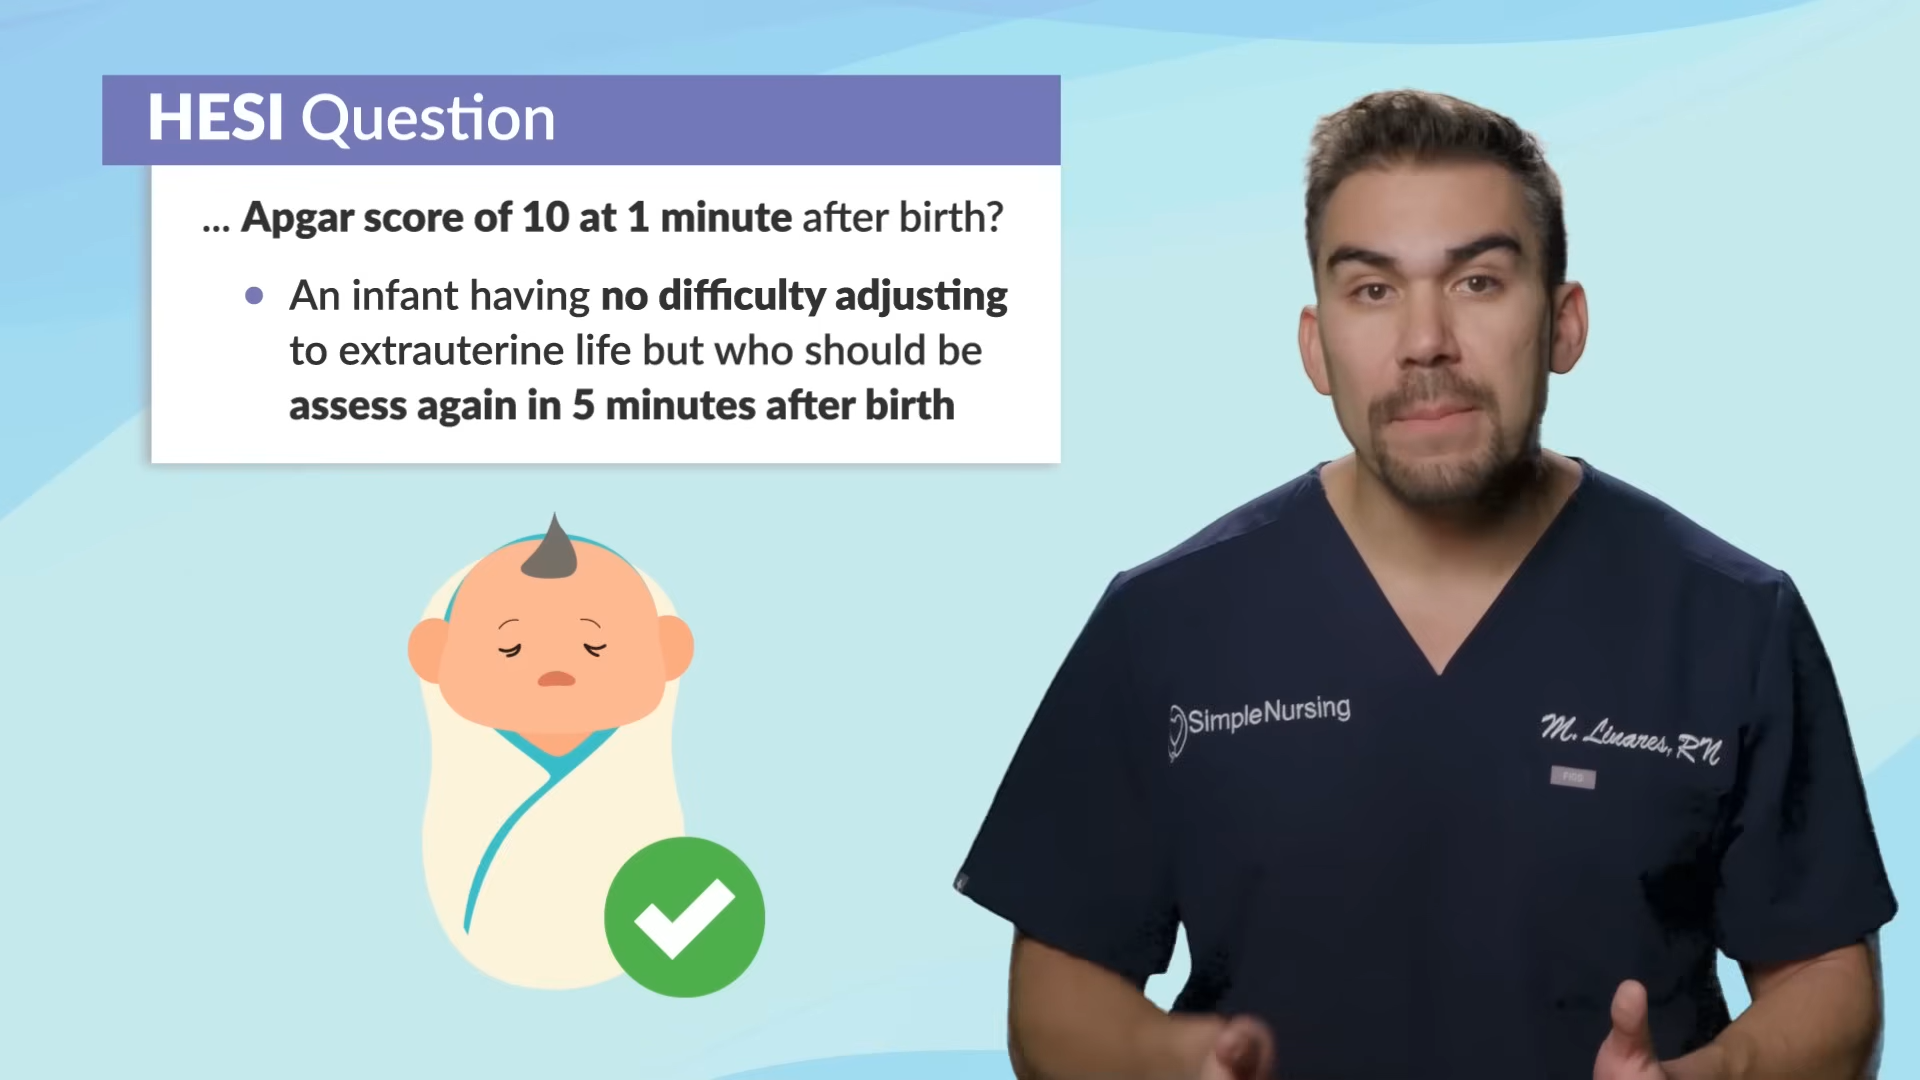 HESI Question
... Apgar score of 10 at 1 minute after birth?
• An infant having no difficulty adjusting
to extrauterine life but who should be
assess again in 5 minutes after birth
SimpleNursing
M. Linares, RN
FIGS